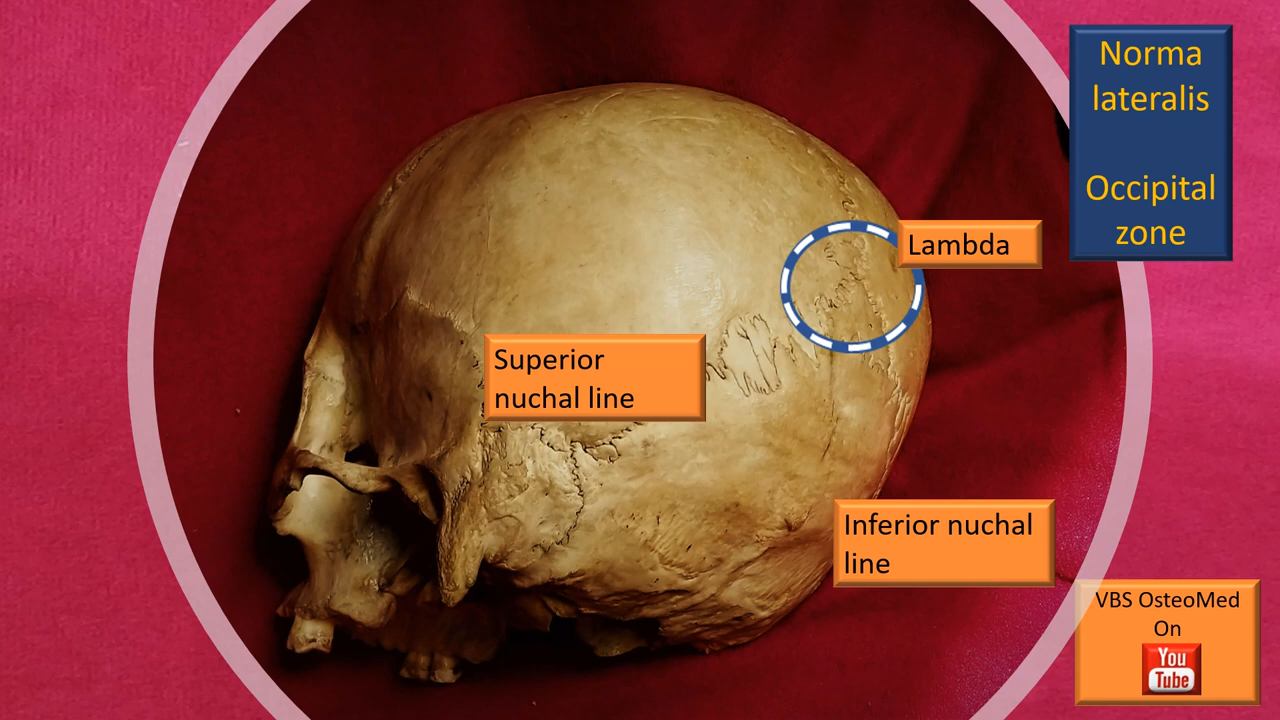 Norma
lateralis
Occipital
zone
Lambda
Superior
nuchal line
Inferior nuchal
line
VBS OsteoMed
On
You
Tube